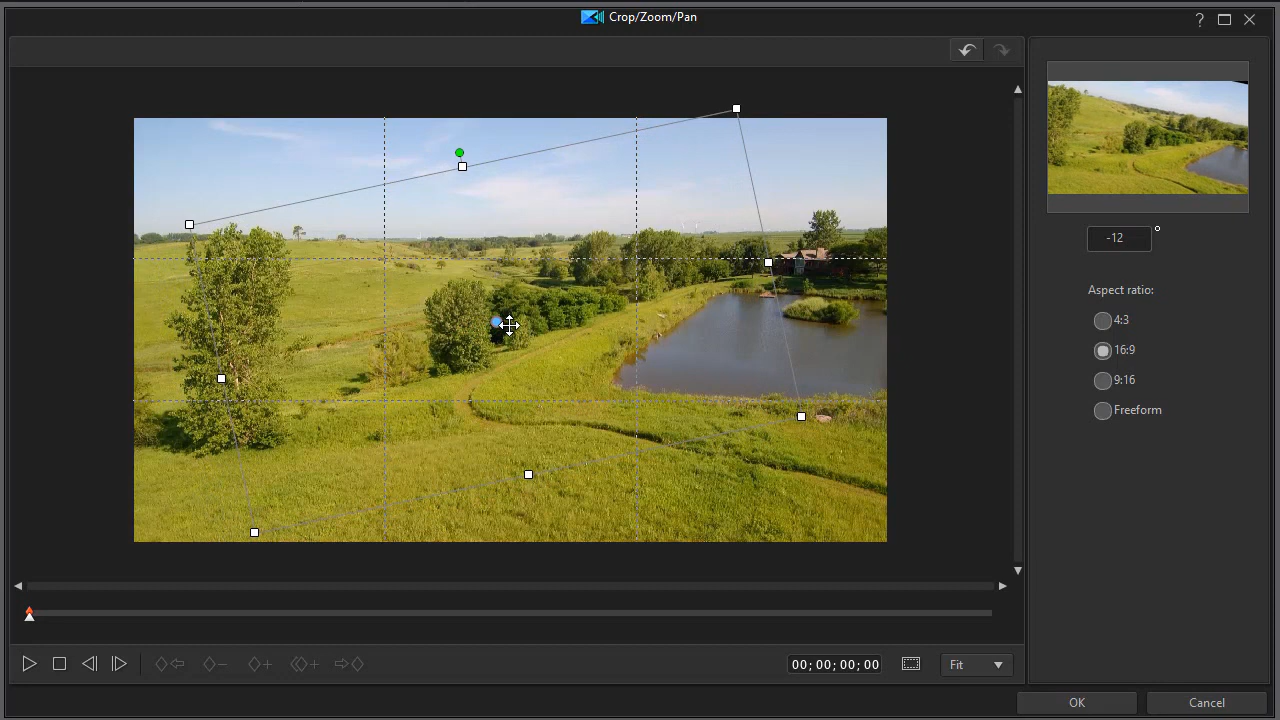 Crop/Zoom/Pan
?
-12
Aspect ratio:
4:3
16:9
9:16
Freeform
00;00;00;00
Fit
OK
Cancel